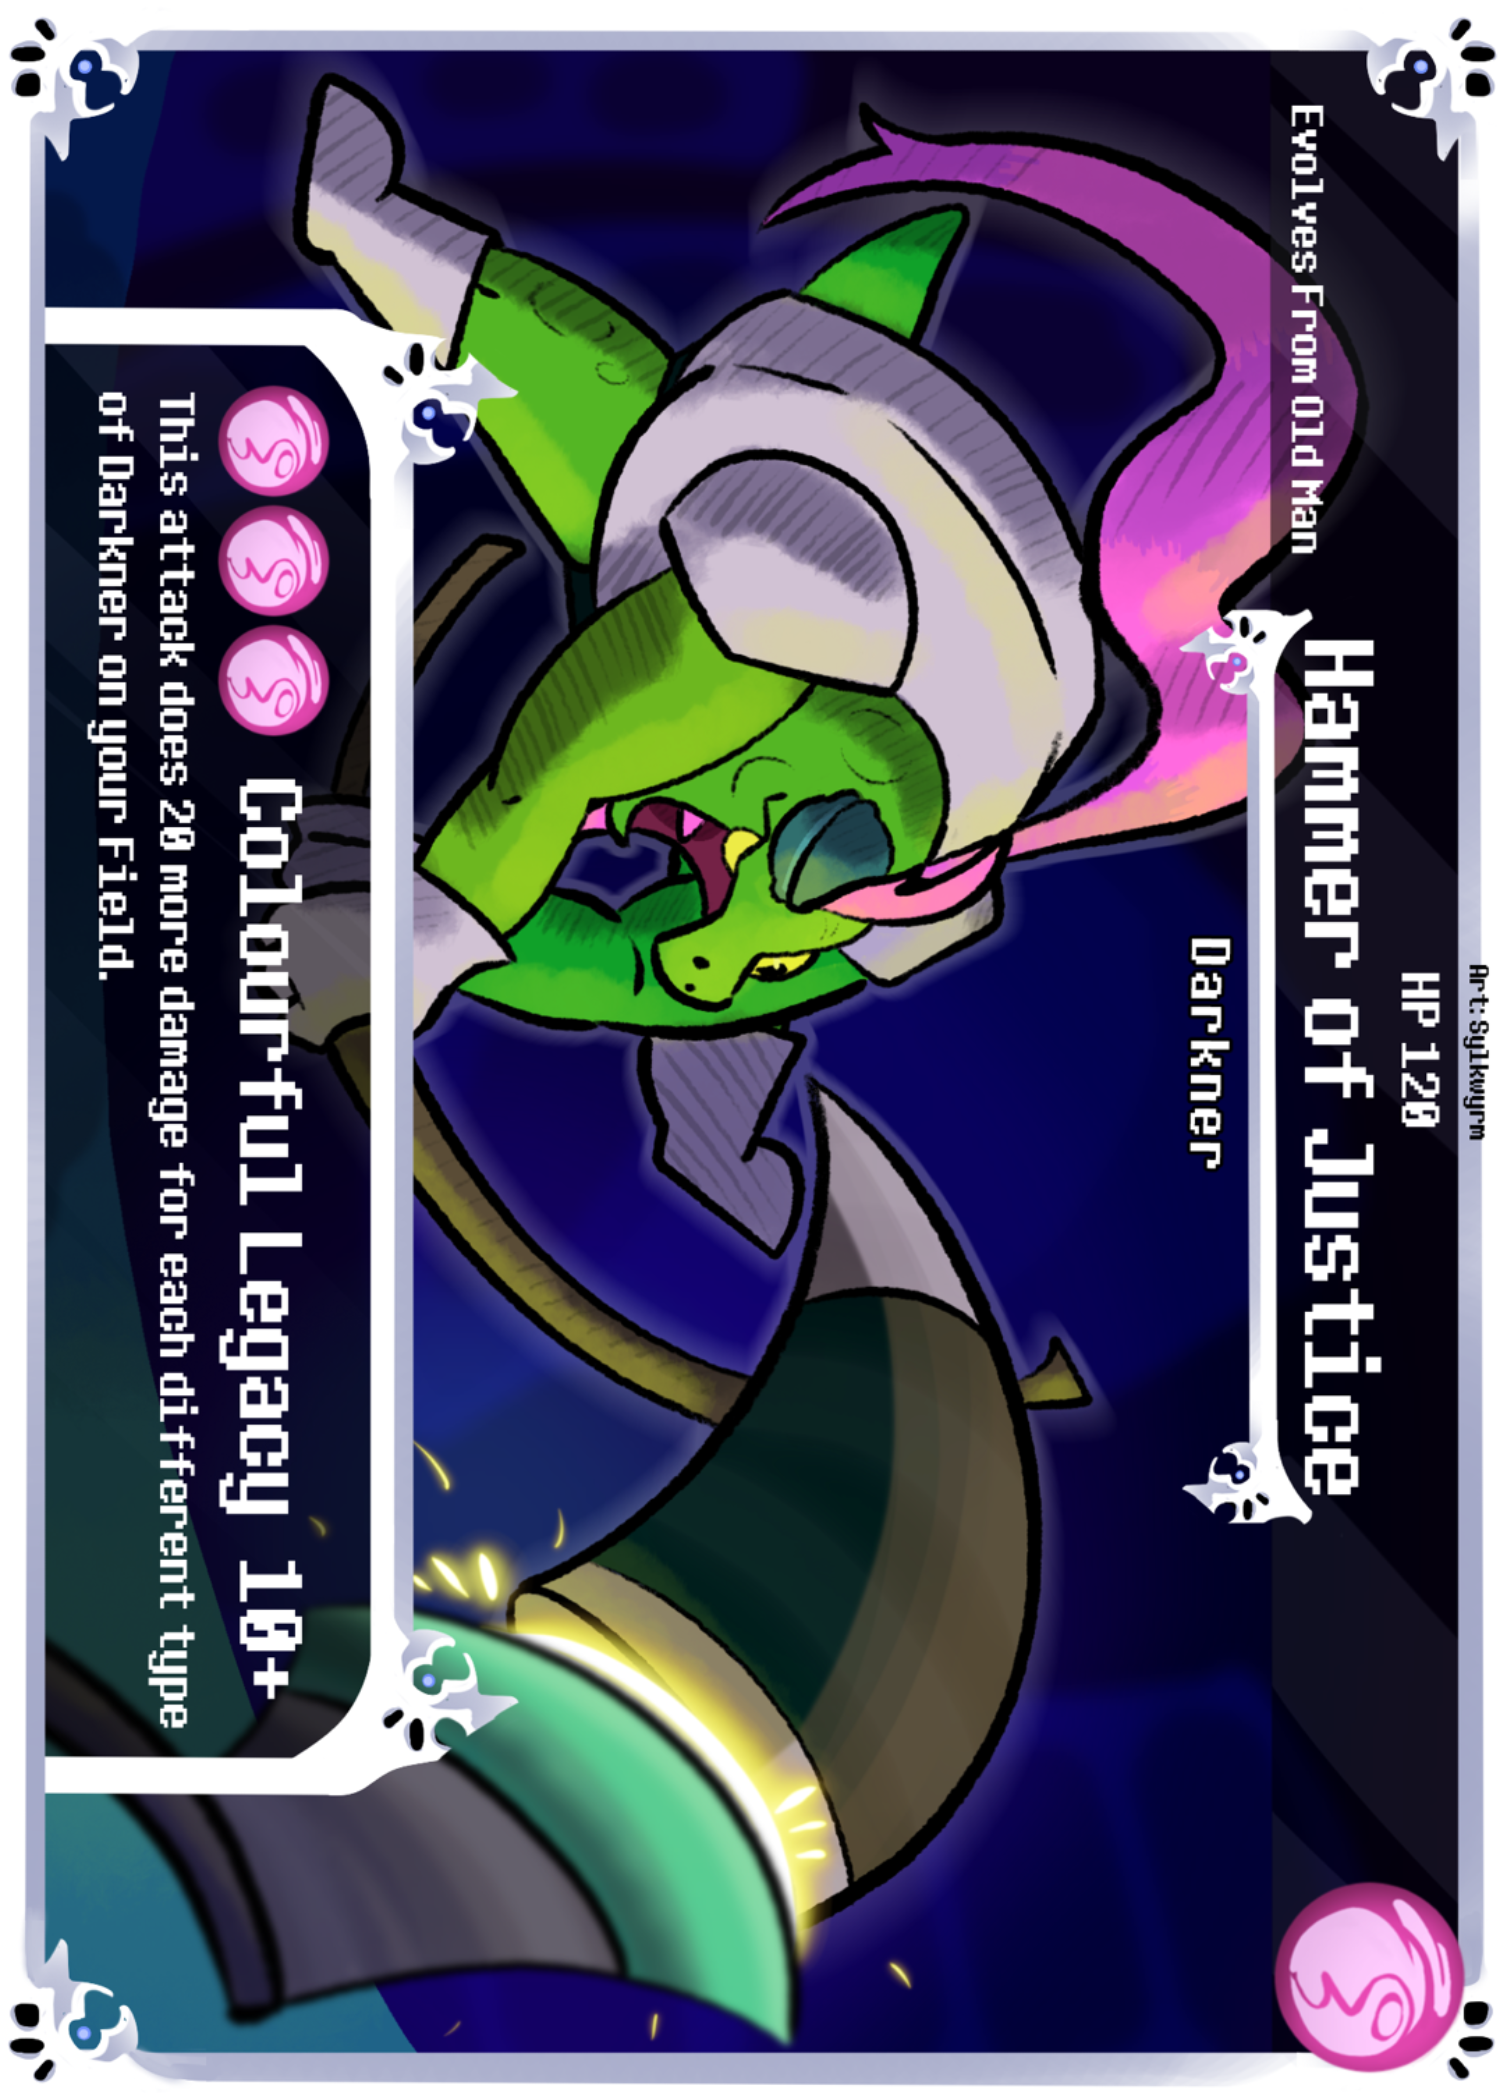 Art: Sylkwyrm
HP 120
Evolves From Old Man
Hammer of Justice
Darkner
Colourful Legacy 10+
This attack does 20 more damage for each different type
of Darkner on your Field.